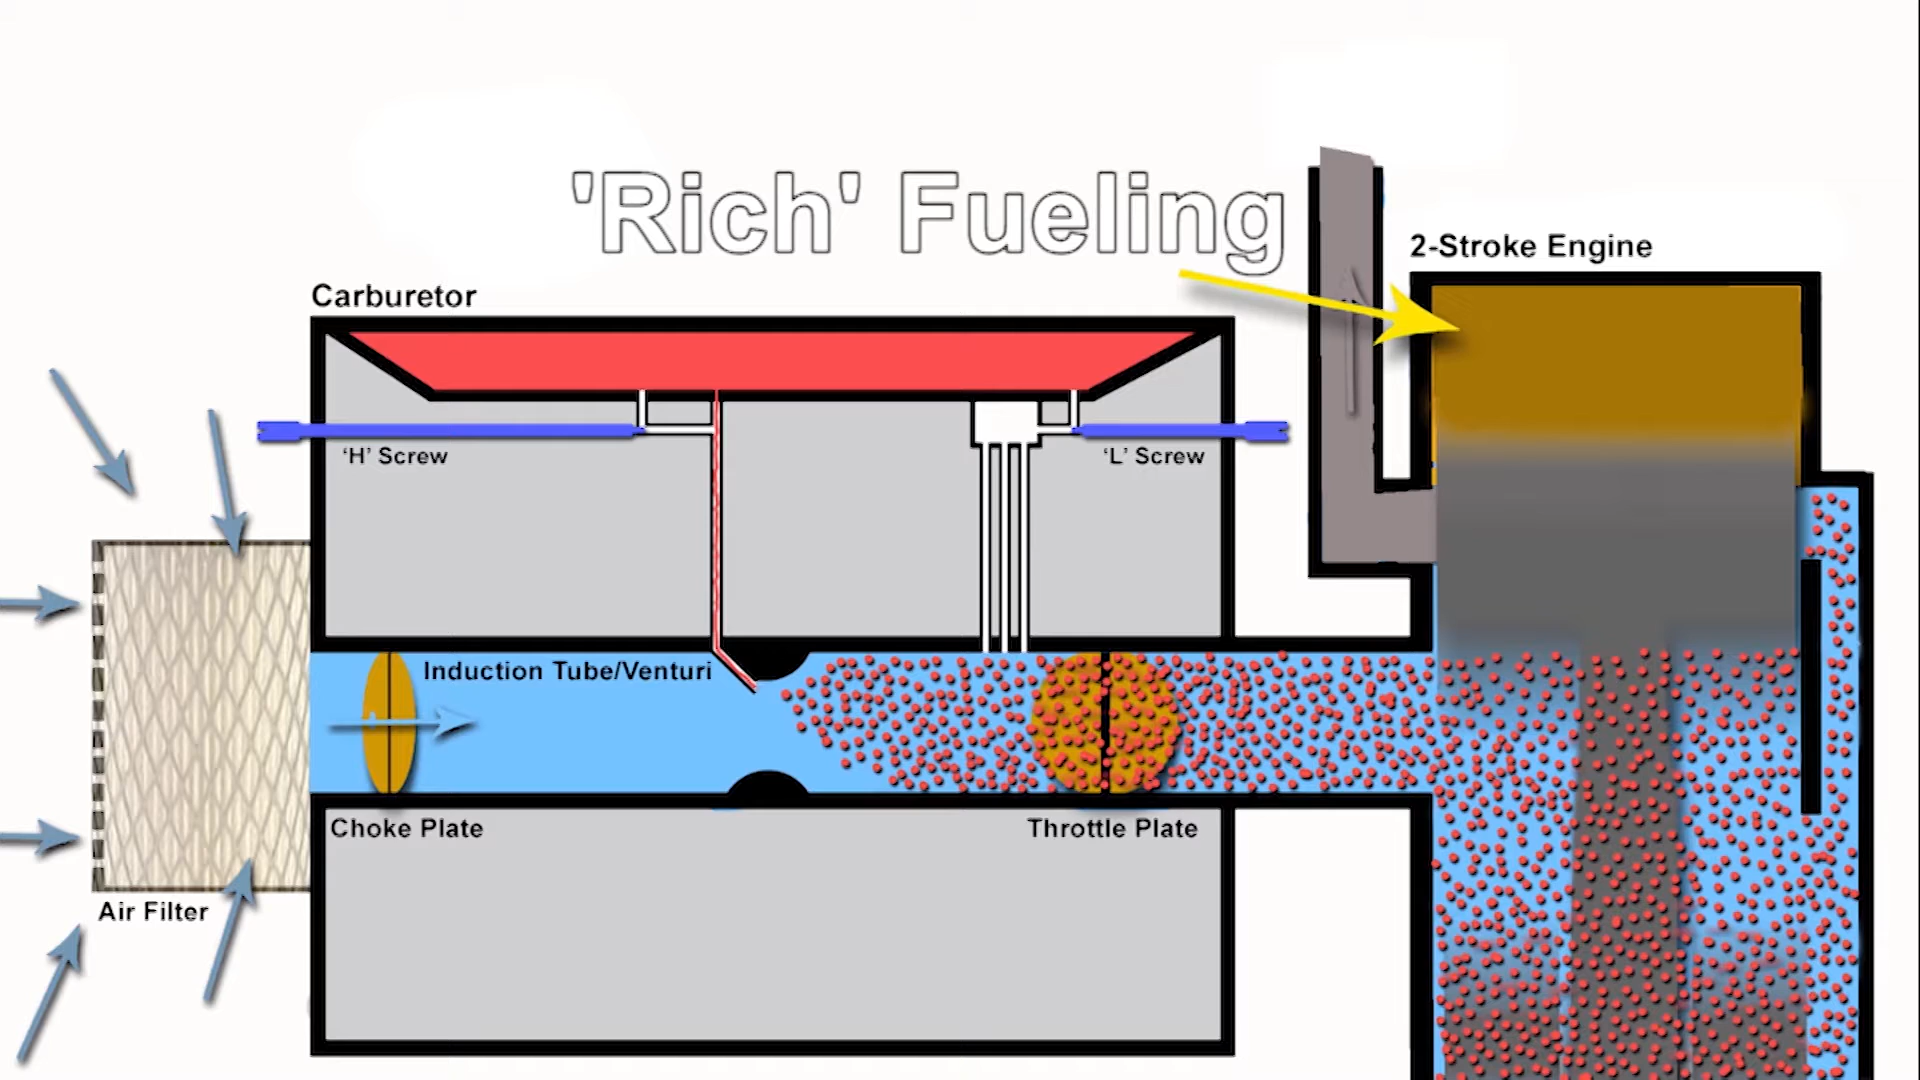 'Rich' Fueling
2-Stroke Engine
Carburetor
‘H’ Screw
‘L’ Screw
Induction Tube/Venturi
Choke Plate
Throttle Plate
Air Filter